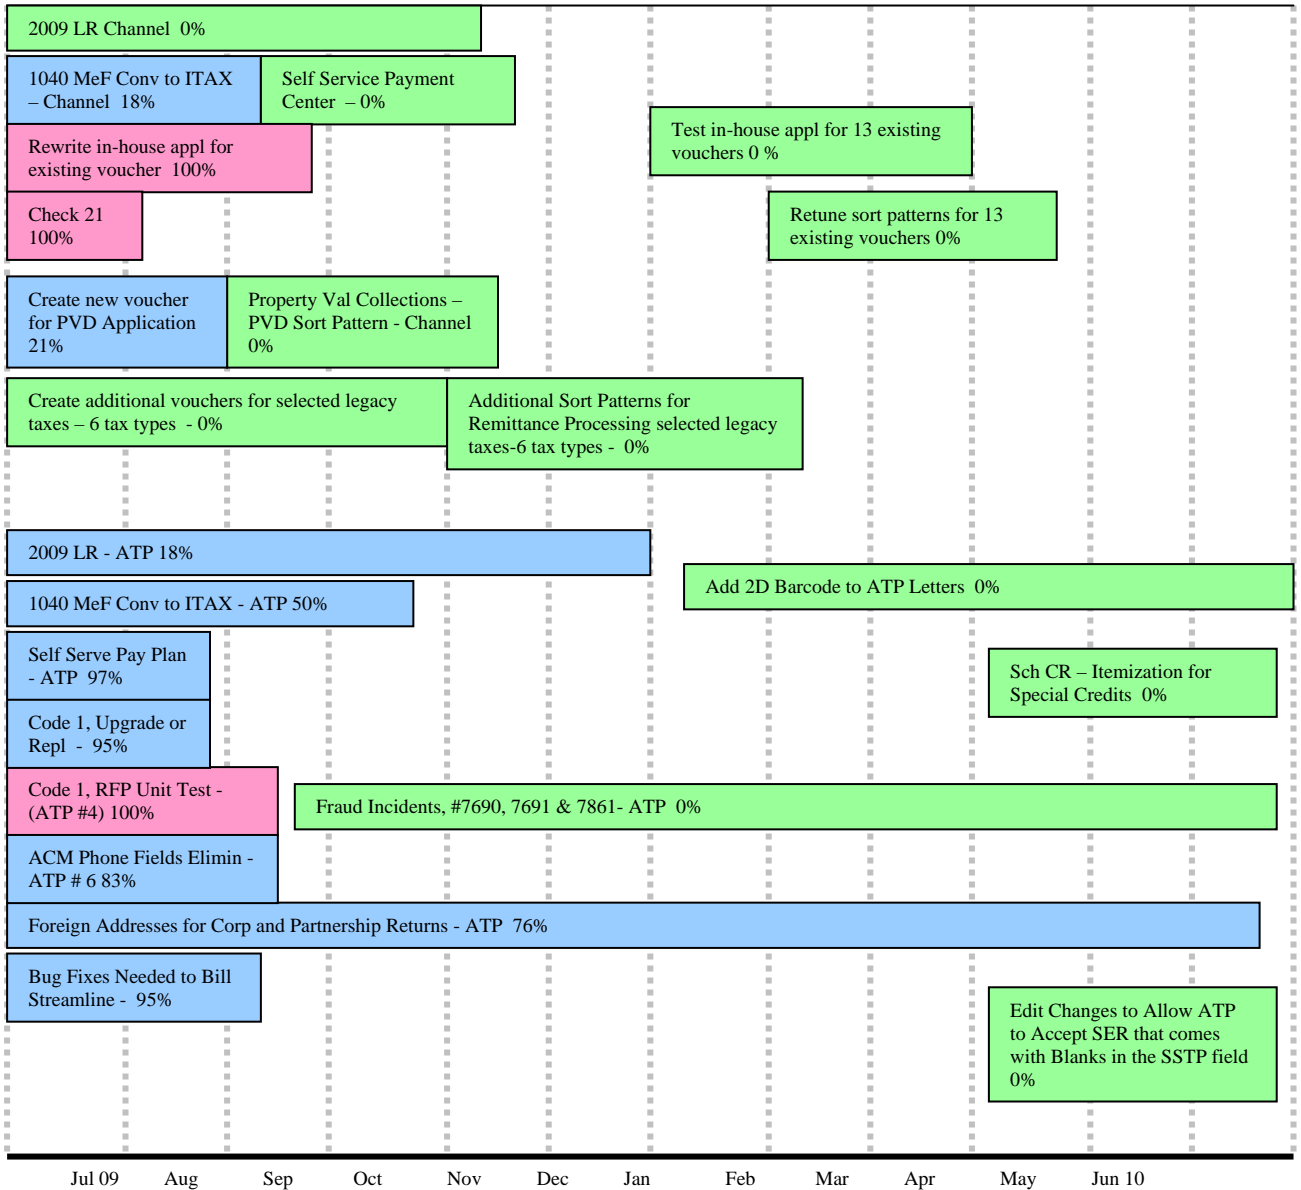 2009 LR Channel  0%
1040 MeF Conv to ITAX
– Channel  18%
Self Service Payment
Center  – 0%
Rewrite in-house appl for
existing voucher  100%
Test in-house appl for 13 existing
vouchers 0 %
Check 21
100%
Retune sort patterns for 13
existing vouchers 0%
Create new voucher
for PVD Application
21%
Property Val Collections –
PVD Sort Pattern - Channel
0%
Create additional vouchers for selected legacy
taxes – 6 tax types  - 0%
Additional Sort Patterns for
Remittance Processing selected legacy
taxes-6 tax types -  0%
2009 LR - ATP 18%
Add 2D Barcode to ATP Letters  0%
1040 MeF Conv to ITAX - ATP 50%
Self Serve Pay Plan
- ATP  97%
Sch CR – Itemization for
Special Credits  0%
Code 1, Upgrade or
Repl  -  95%
Code 1, RFP Unit Test -
(ATP #4) 100%
Fraud Incidents, #7690, 7691 & 7861- ATP  0%
ACM Phone Fields Elimin -
ATP # 6 83%
Foreign Addresses for Corp and Partnership Returns - ATP  76%
Bug Fixes Needed to Bill
Streamline -  95%
Edit Changes to Allow ATP
to Accept SER that comes
with Blanks in the SSTP field
0%
Jul 09 Aug Sep Oct Nov Dec Jan Feb Mar Apr May Jun 10